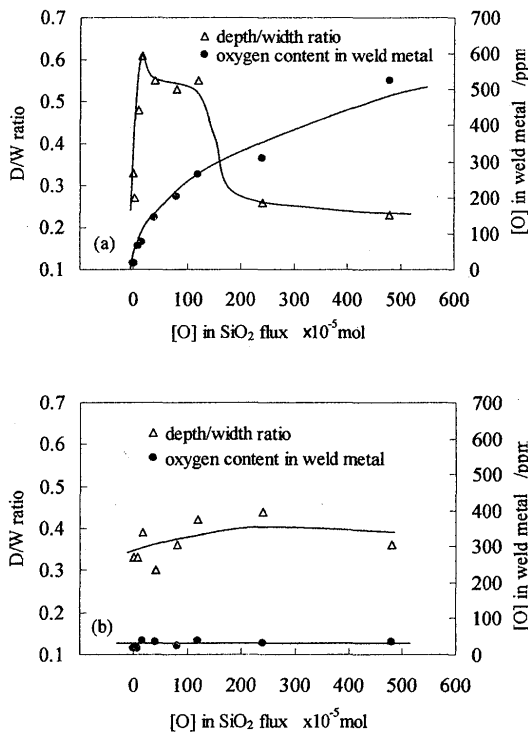 0.7
0.6
0.5
0.4
0.3
0.2
0.1
D/W ratio
depth/width ratio
oxygen content in weld metal
(a)
700
600
500
400
300
200
100
0
[O] in weld metal /ppm
0 100 200 300 400 500 600
[O] in SiO2 flux x10-5mol
0.7
0.6
0.5
0.4
0.3
0.2
0.1
D/W ratio
depth/width ratio
oxygen content in weld metal
(b)
700
600
500
400
300
200
100
0
[O] in weld metal /ppm
0 100 200 300 400 500 600
[O] in SiO2 flux x10-5mol